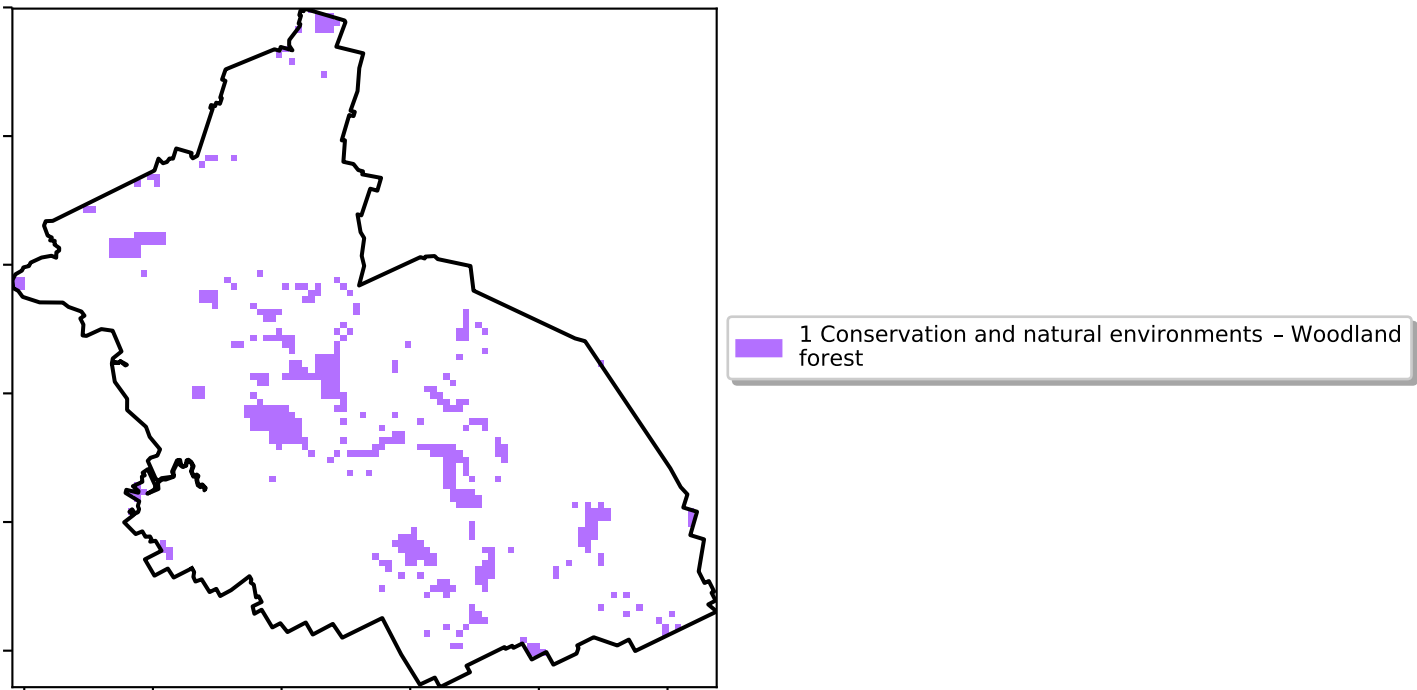 1 Conservation and natural environments – Woodland
forest